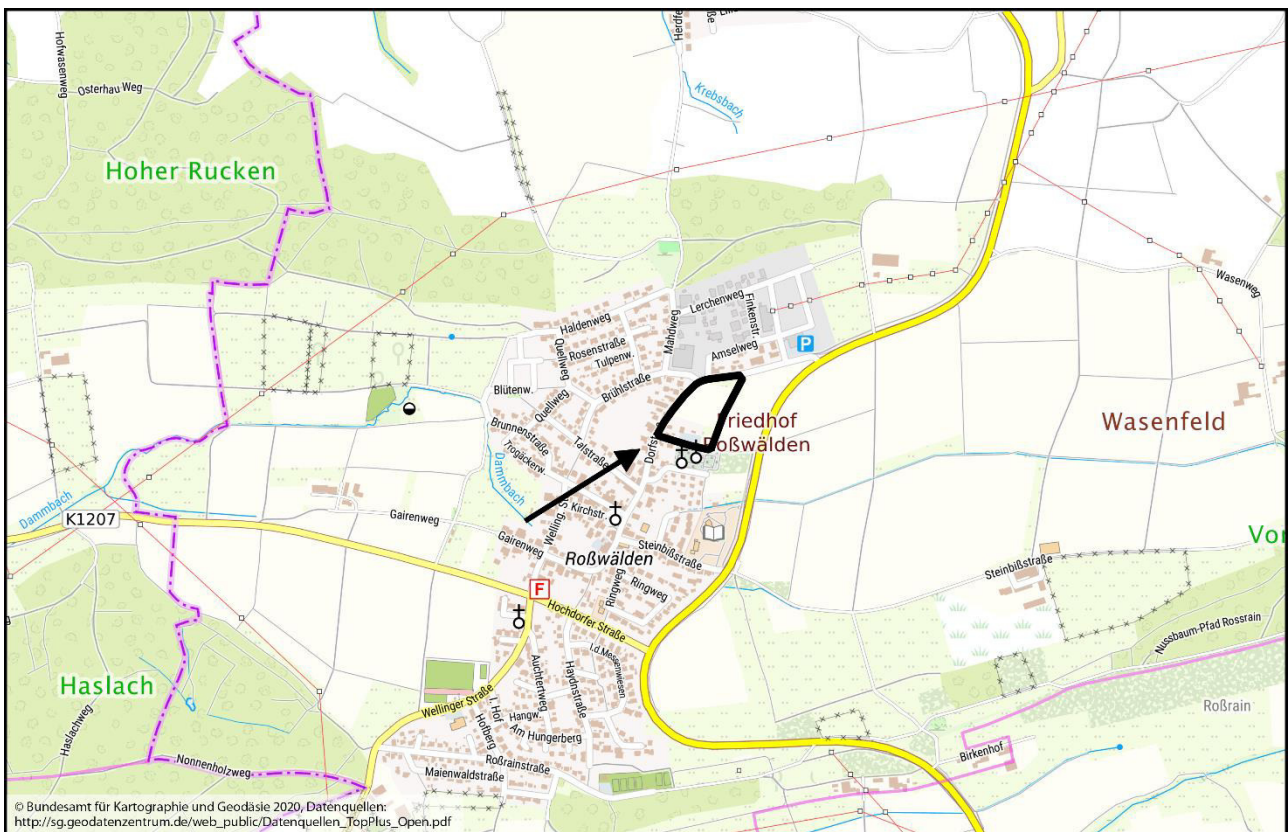 Hofwasenweg
Osterhau Weg
Hoher Rucken
Krebsbach
Lerchenweg
Finkenstr.
Mahdweg
Haldenweg
Rosenstraße
Tulpenw.
Quellweg
Amselweg
P
Wasenweg
Brühlstraße
Blütenw.
Quellweg
Brunnenstraße
Trogäckerw.
Talstraße
Friedhof
Roßwälden
Wasenfeld
Dammbach
Dammbach
K1207
Gairenweg
Kirchstr.
Gairenweg
Roßwälden
Steinbißstraße
Ringweg
Ringweg
F
Hochdorfer Straße
I.d.Messenwiesen
Steinbißstraße
Nussbaum-Pfad Rossrain
Roßrain
Haslach
Haslachweg
Wellinger Straße
Auchtertweg
Haydnstraße
I. Hof
Hofberg
Hangw.
Am Hungerberg
Roßrainstraße
Maienwaldstraße
Nonnenholzweg
Birkenhof
© Bundesamt für Kartographie und Geodäsie 2020, Datenquellen:
http://sg.geodatenzentrum.de/web_public/Datenquellen_TopPlus_Open.pdf